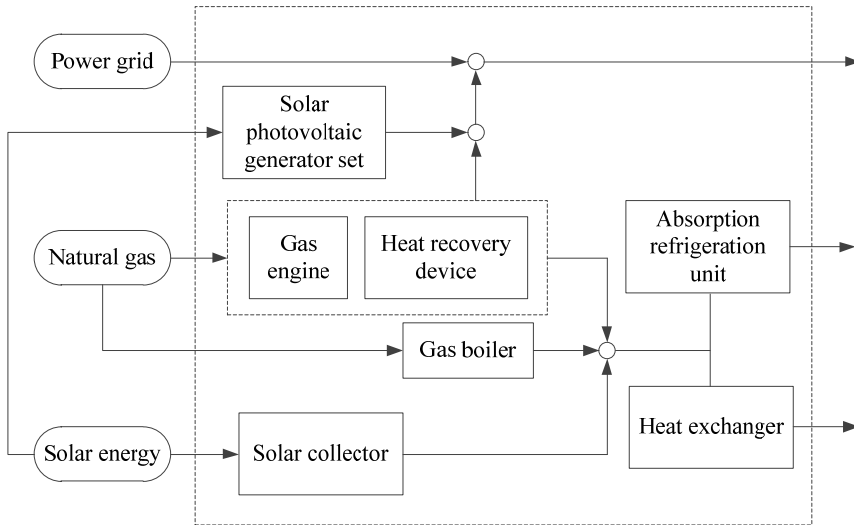 Power grid
Solar
photovoltaic
generator set
Natural gas
Gas
engine
Heat recovery
device
Absorption
refrigeration
unit
Gas boiler
Solar energy
Solar collector
Heat exchanger